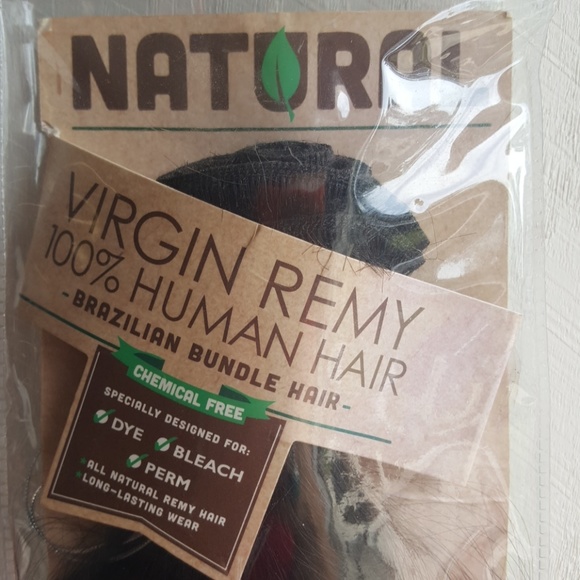 NATURAL
VIRGIN REMY
100% HUMAN HAIR
-BRAZILIAN BUNDLE HAIR-
CHEMICAL FREE
SPECIALLY DESIGNED FOR:
DYE BLEACH
PERM
ALL NATURAL REMY HAIR
LONG-LASTING WEAR